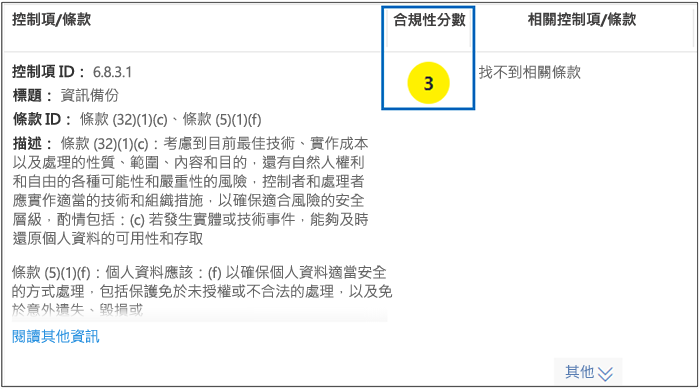 控制項/條款
合規性分數
相關控制項/條款
控制項 ID： 6.8.3.1
3
找不到相關條款
標題： 資訊備份
條款 ID： 條款 (32)(1)(c)、條款 (5)(1)(f)
描述： 條款 (32)(1)(c)：考慮到目前最佳技術、實作成本
以及處理的性質、範圍、內容和目的，還有自然人權利
和自由的各種可能性和嚴重性的風險，控制者和處理者
應實作適當的技術和組織措施，以確保適合風險的安全
層級，酌情包括：(c) 若發生實體或技術事件，能夠及時
還原個人資料的可用性和存取
條款 (5)(1)(f)：個人資料應該：(f) 以確保個人資料適當安全
的方式處理，包括保護免於未授權或不合法的處理，以及免
於意外遺失、毀損或
閱讀其他資訊
其他